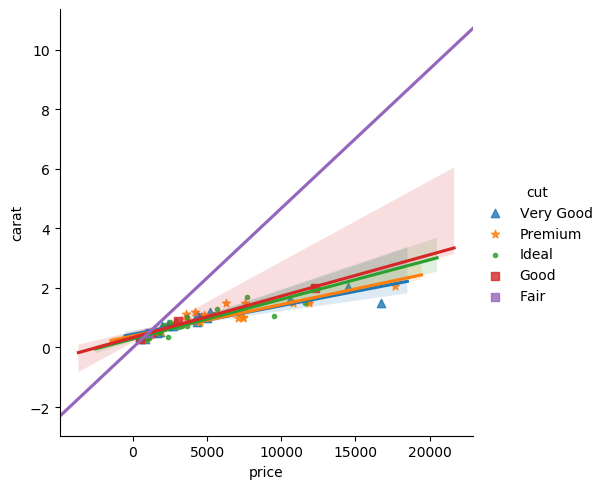 10
8
6
4
2
0
−2
carat
0 5000 10000 15000 20000
price
cut
Very Good
Premium
Ideal
Good
Fair